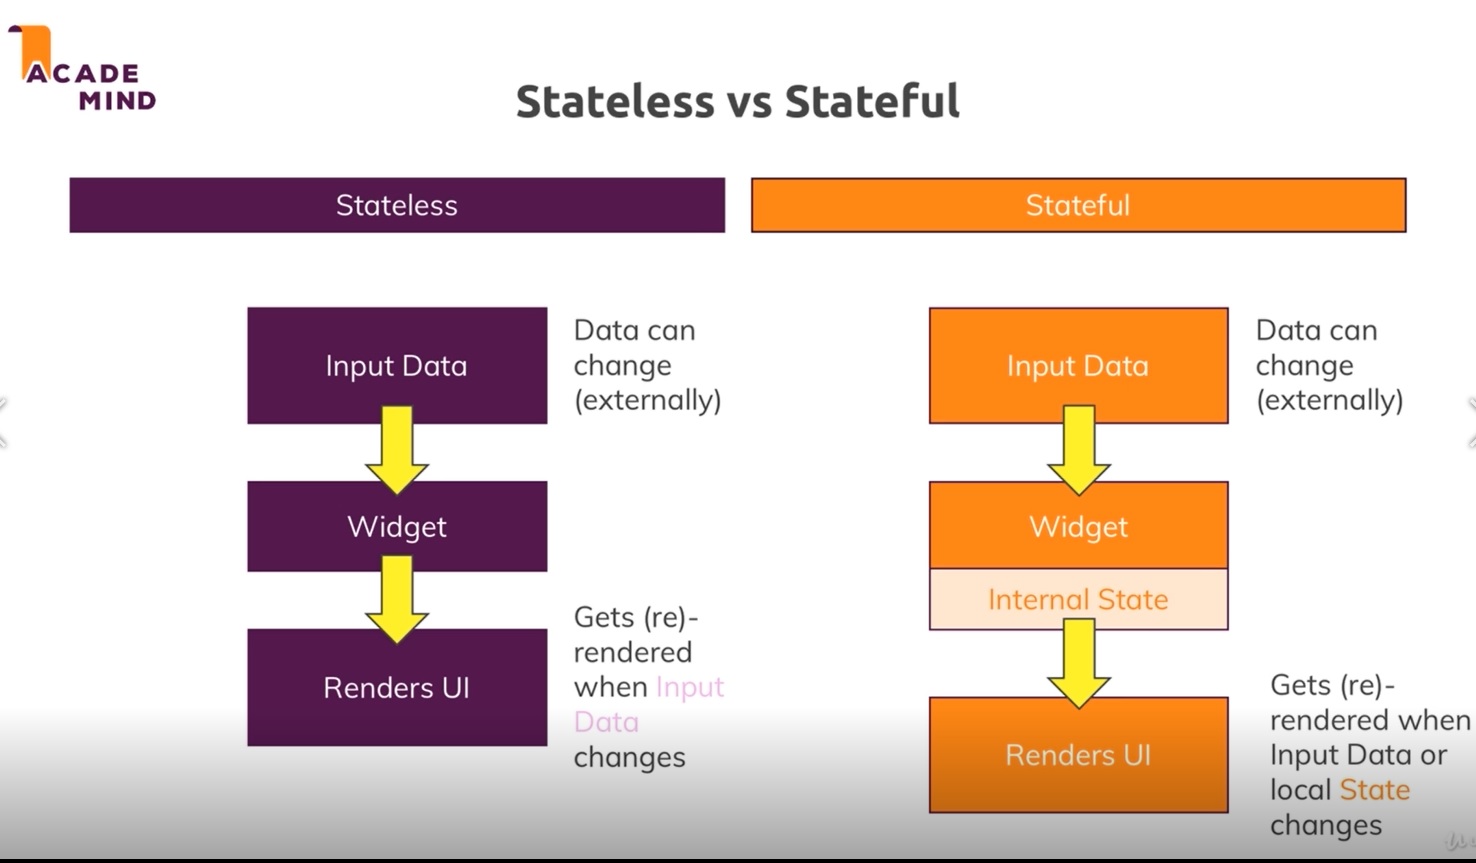 ACADE
MIND
Stateless vs Stateful
Stateless
Stateful
Input Data
Data can
change
(externally)
Widget
Renders UI
Gets (re)-
rendered
when Input
Data
changes
Input Data
Data can
change
(externally)
Widget
Internal State
Renders UI
Gets (re)-
rendered when
Input Data or
local State
changes